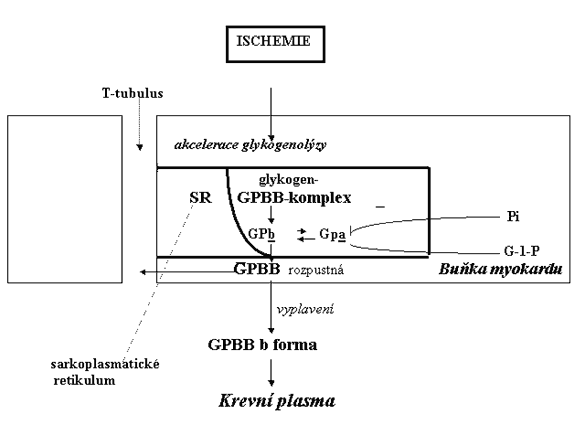 ISCHEMIE
T-tubulus
akcelerace glykogenolýzy
glykogen-
SR GPBB-komplex
GPb Gpa
Pi
G-1-P
GPBB rozpustná
Buňka myokardu
vyplavení
GPBB b forma
sarkoplasmatické
retikulum
Krevní plasma